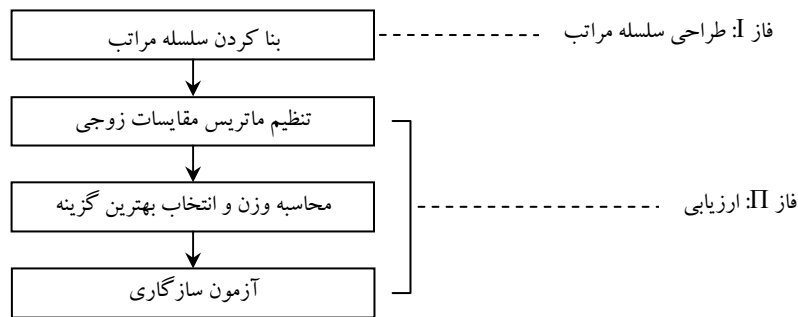 فاز I: طراحی سلسله مراتب
بنا کردن سلسله مراتب
تنظیم ماتریس مقایسات زوجی
فاز II: ارزیابی
محاسبه وزن و انتخاب بهترین گزینه
آزمون سازگاری